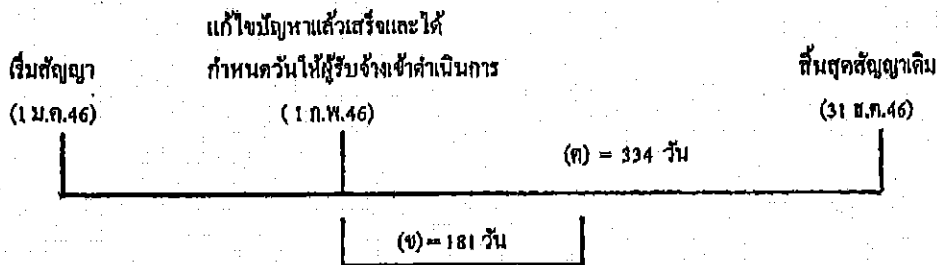 แก้ไขปัญหาแล้วเสร็จและได้
เริ่มสัญญา กำหนดวันให้ผู้รับจ้างเข้าดำเนินการ สิ้นสุดสัญญาเดิม
(1 ม.ค.46) (1 ก.พ.46) (31 ธ.ค.46)
(ค) = 334 วัน
(ข) = 181 วัน